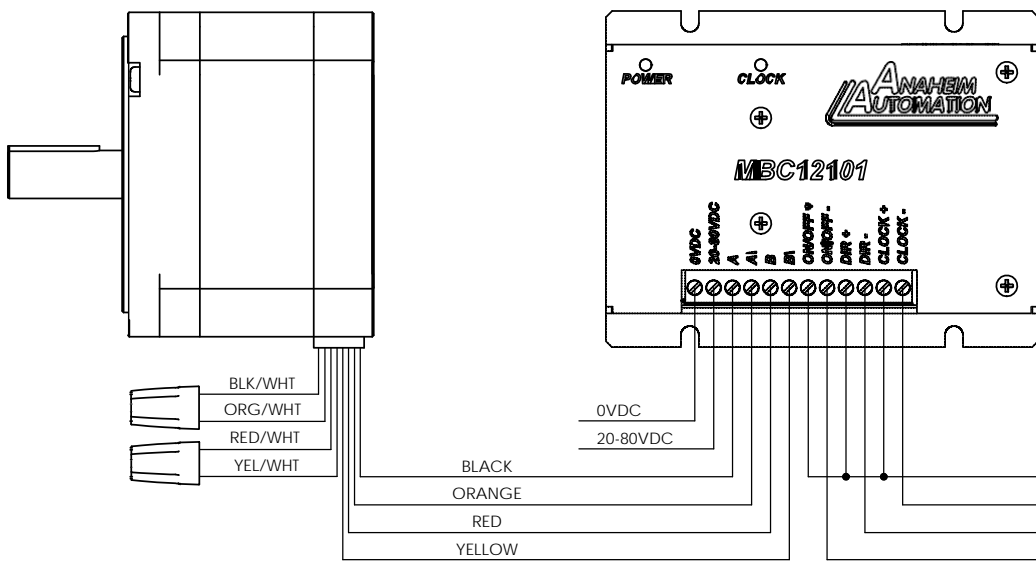 POWER
CLOCK
ANAHEIM
AUTOMATION
MBC12101
0VDC
20-80VDC
A
A\
B
B\
ON/OFF +
ON/OFF -
DIR +
DIR -
CLOCK +
CLOCK -
BLK/WHT
ORG/WHT
RED/WHT
YEL/WHT
0VDC
20-80VDC
BLACK
ORANGE
RED
YELLOW